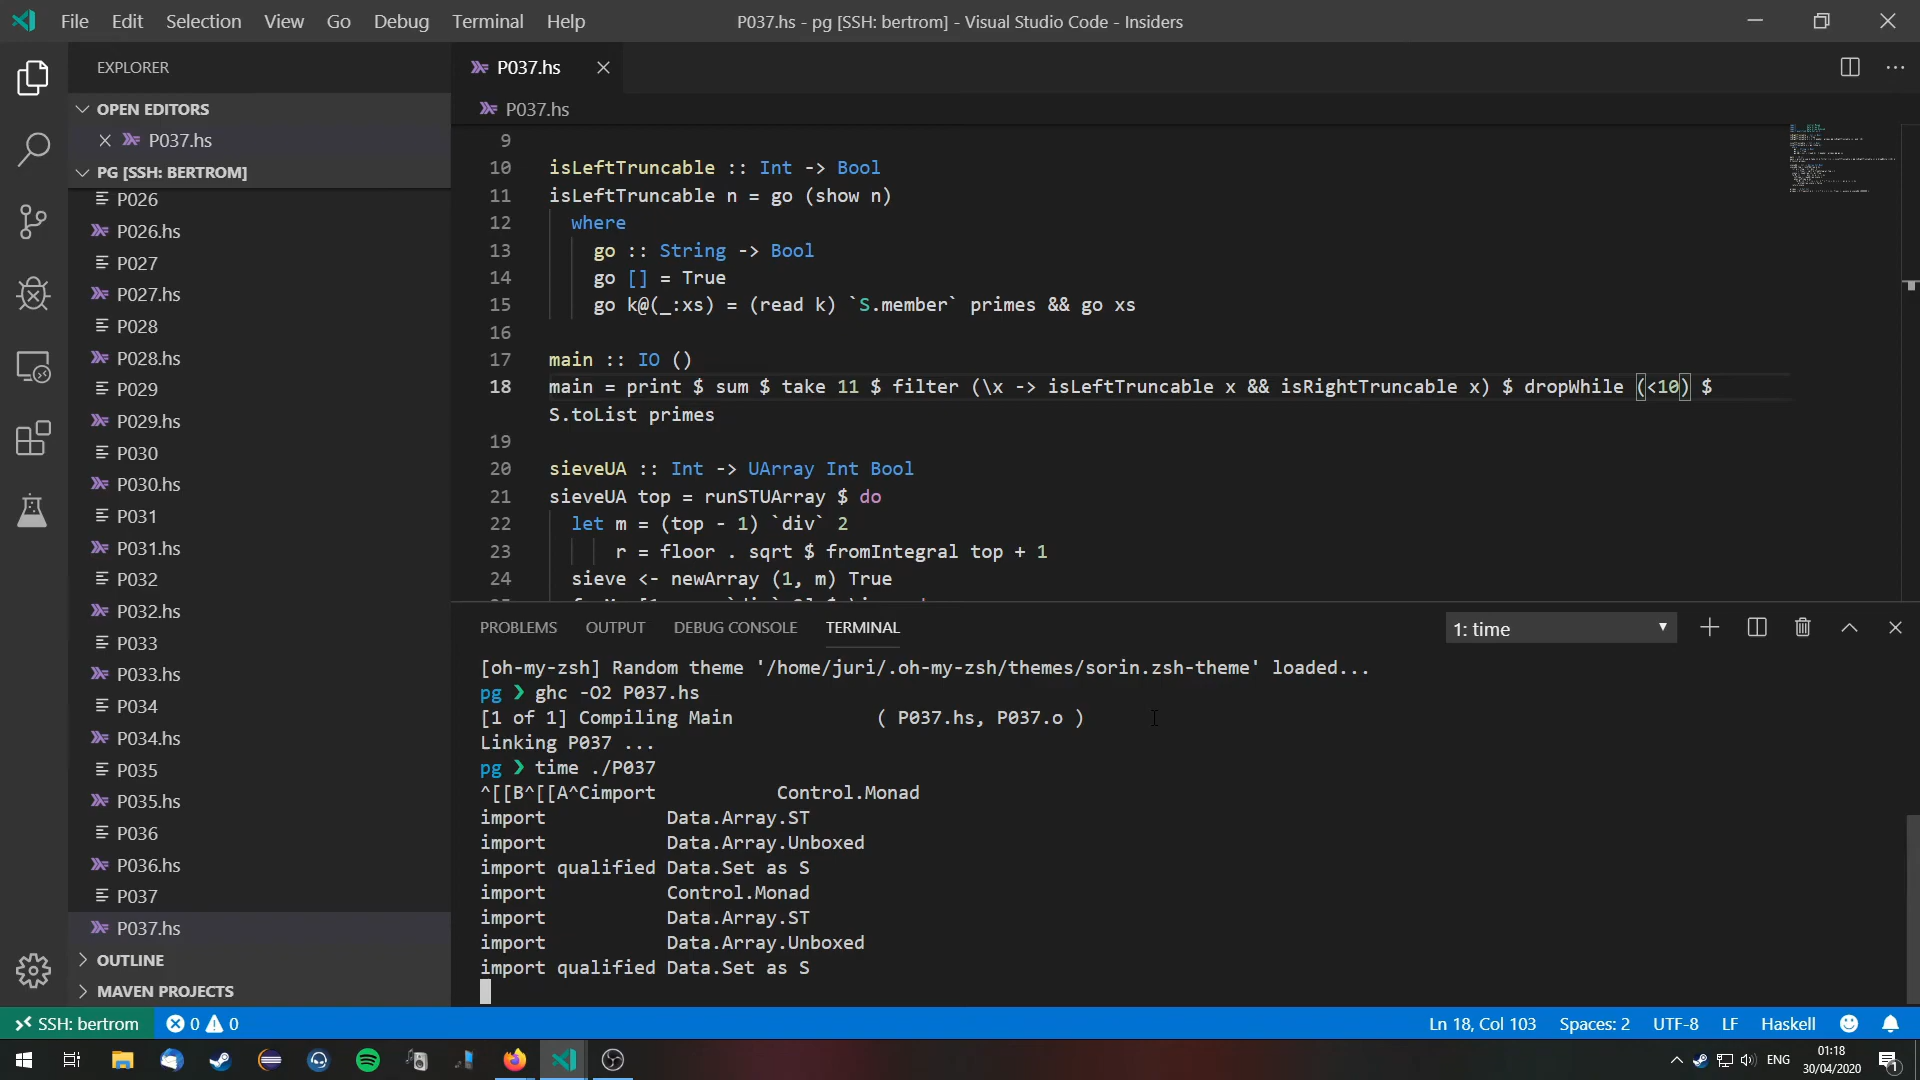 File Edit Selection View Go Debug Terminal Help
P037.hs - pg [SSH: bertrom] - Visual Studio Code - Insiders
EXPLORER
OPEN EDITORS
P037.hs
PG [SSH: BERTROM]
P026
P026.hs
P027
P027.hs
P028
P028.hs
P029
P029.hs
P030
P030.hs
P031
P031.hs
P032
P032.hs
P033
P033.hs
P034
P034.hs
P035
P035.hs
P036
P036.hs
P037
P037.hs
OUTLINE
MAVEN PROJECTS
P037.hs
P037.hs
9
10 isLeftTruncable :: Int -> Bool
11 isLeftTruncable n = go (show n)
12 where
13 go :: String -> Bool
14 go [] = True
15 go k@(_:xs) = (read k) `S.member` primes && go xs
16
17 main :: IO ()
18 main = print $ sum $ take 11 $ filter (\x -> isLeftTruncable x && isRightTruncable x) $ dropWhile (<10) $
S.toList primes
19
20 sieveUA :: Int -> UArray Int Bool
21 sieveUA top = runSTUArray $ do
22 let m = (top - 1) `div` 2
23 r = floor . sqrt $ fromIntegral top + 1
24 sieve <- newArray (1, m) True
PROBLEMS OUTPUT DEBUG CONSOLE TERMINAL
1: time
[oh-my-zsh] Random theme '/home/juri/.oh-my-zsh/themes/sorin.zsh-theme' loaded...
pg ❯ ghc -O2 P037.hs
[1 of 1] Compiling Main ( P037.hs, P037.o )
Linking P037 ...
pg ❯ time ./P037
^[[B^[[A^Cimport Control.Monad
import Data.Array.ST
import Data.Array.Unboxed
import qualified Data.Set as S
import Control.Monad
import Data.Array.ST
import Data.Array.Unboxed
import qualified Data.Set as S
SSH: bertrom 0 0
Ln 18, Col 103 Spaces: 2 UTF-8 LF Haskell
ENG
01:18
30/04/2020
1